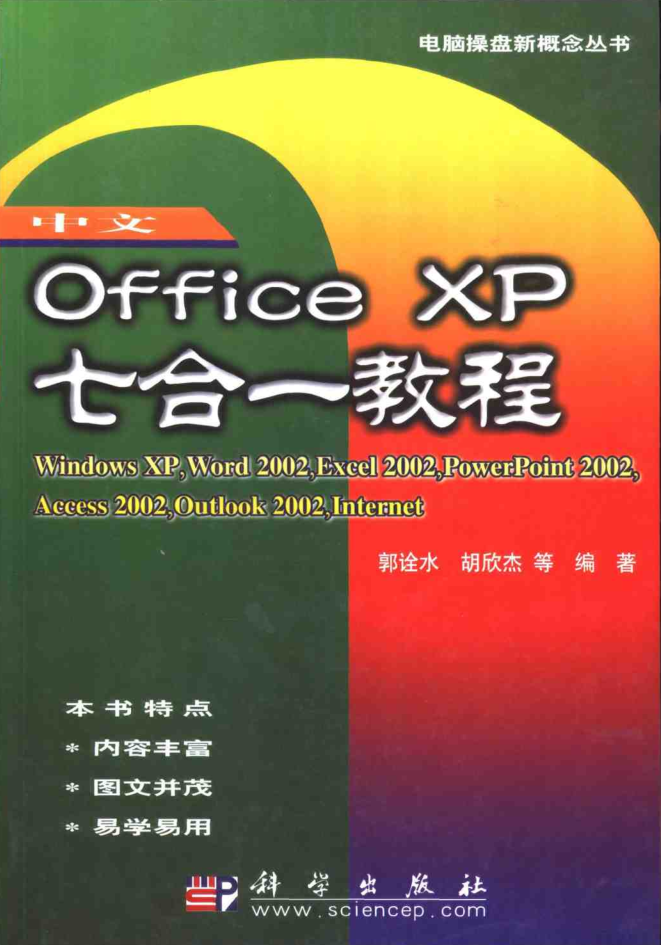 电脑操盘新概念丛书
中文
Office XP
七合一教程
Windows XP,Word 2002,Excel 2002,PowerPoint 2002,
Access 2002,Outlook 2002,Internet
郭诠水 胡欣杰 等 编 著
本书特点
* 内容丰富
* 图文并茂
* 易学易用
科学出版社
www.sciencep.com